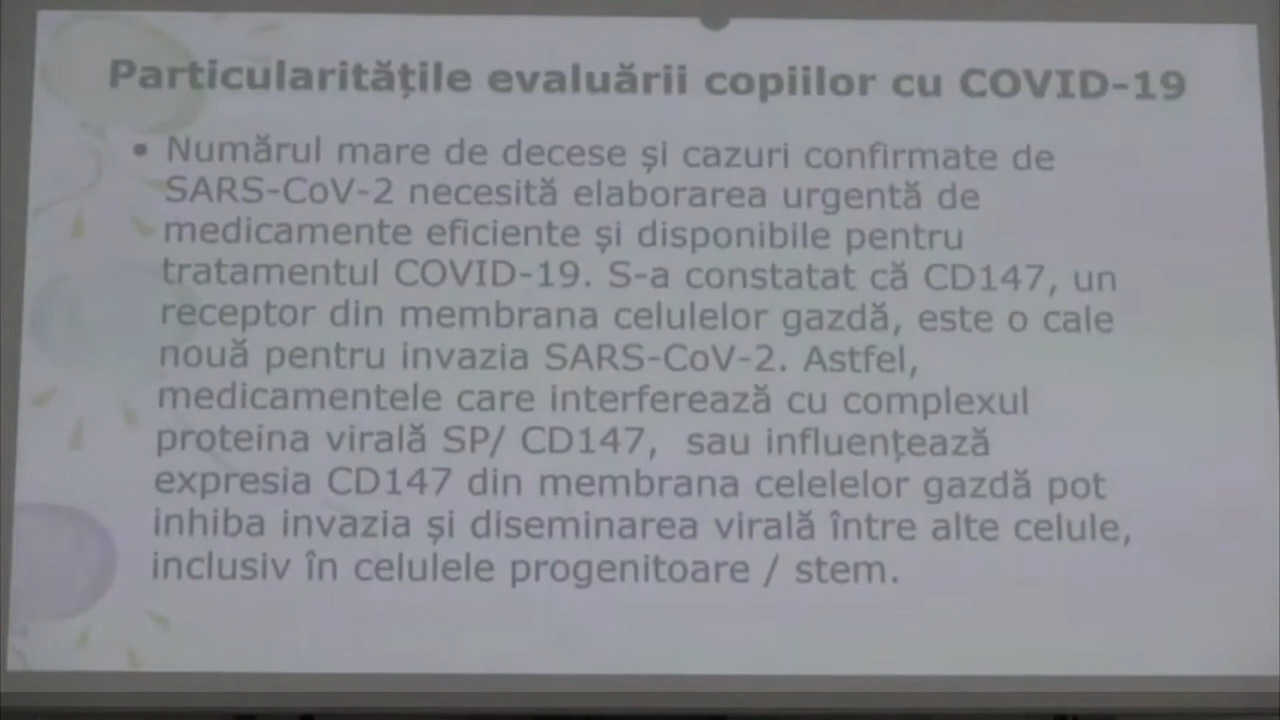 Particularitățile evaluării copiilor cu COVID-19
• Numărul mare de decese și cazuri confirmate de
SARS-CoV-2 necesită elaborarea urgentă de
medicamente eficiente și disponibile pentru
tratamentul COVID-19. S-a constatat că CD147, un
receptor din membrana celulelor gazdă, este o cale
nouă pentru invazia SARS-CoV-2. Astfel,
medicamentele care interferează cu complexul
proteina virală SP/ CD147, sau influențează
expresia CD147 din membrana celelelor gazdă pot
inhiba invazia și diseminarea virală între alte celule,
inclusiv în celulele progenitoare / stem.